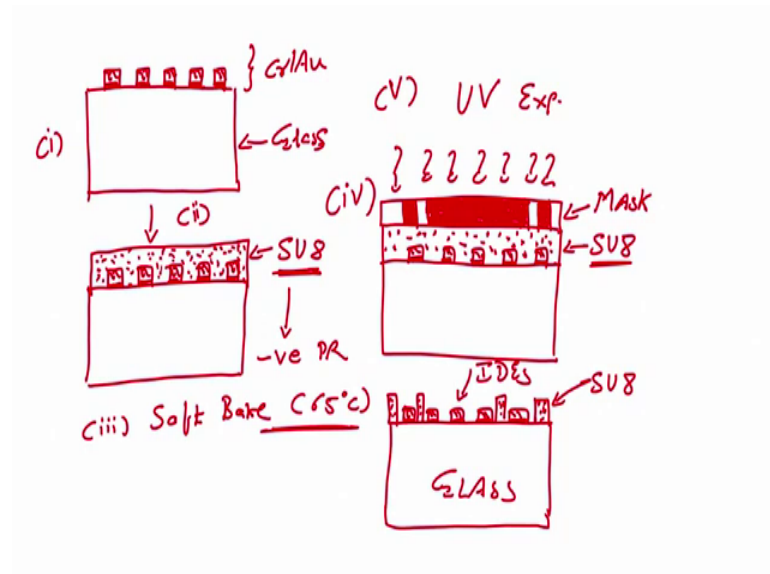 Cr/Au
(i)
Glass
(ii)
SU8
-ve PR
(iii) Soft Bake (65°C)
(V) UV Exp.
(iV)
MASK
SU8
IDEs
SU8
GLASS